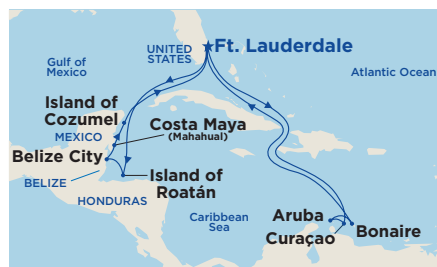 UNITED
STATES
Ft. Lauderdale
Gulf of
Mexico
Atlantic Ocean
Island of
Cozumel
Costa Maya
(Mahahual)
MEXICO
Belize City
Island of
Roatán
BELIZE
HONDURAS
Caribbean
Sea
Aruba
Curaçao
Bonaire